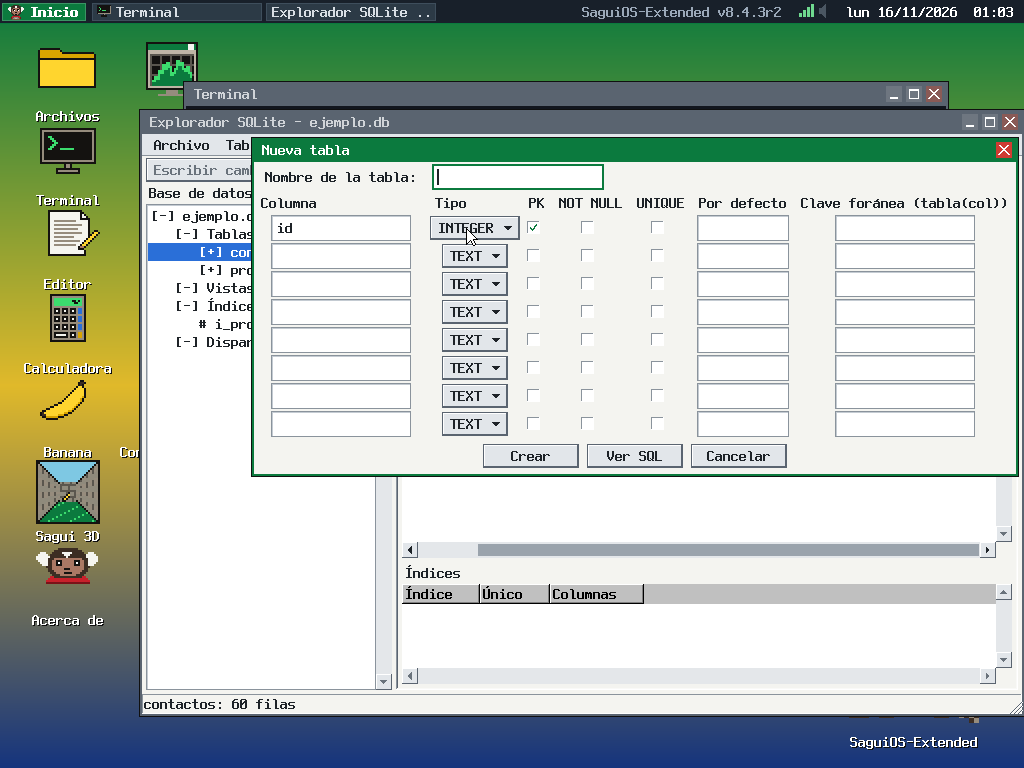 Inicio
Terminal
Explorador SQLite ..
SaguiOS-Extended v8.4.3r2
lun 16/11/2026
01:03
Archivos
Terminal
Editor
Calculadora
Banana
Sagui 3D
Acerca de
SaguiOS-Extended
Terminal
Explorador SQLite - ejemplo.db
Archivo
Escribir
Base de datos
[-] ejemplo.
[-] Tablas
[+]
[+]
[-] Vistas
[-] Índice
#
[-]
Nueva tabla
Nombre de la tabla:
Columna Tipo PK NOT NULL UNIQUE Por defecto Clave foránea (tabla(col))
id INTEGER
TEXT
TEXT
TEXT
TEXT
TEXT
TEXT
TEXT
Crear Ver SQL Cancelar
Índices
Índice Único Columnas
contactos: 60 filas